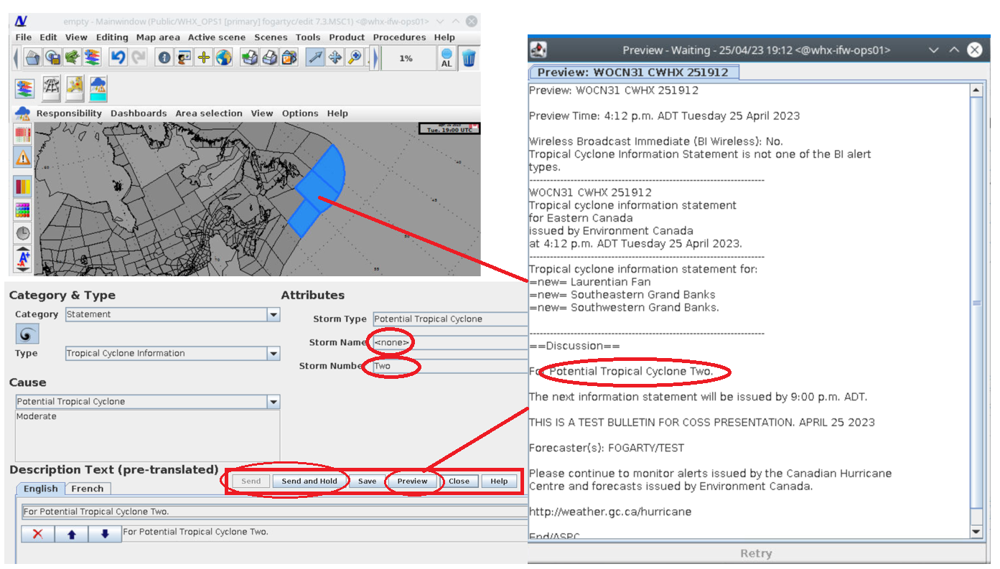 empty - Mainwindow (Public/WHX_OPS1 [primary] fogartyc/edit 7.3.MSC1) <@whx-ifw-ops01>
File Edit View Editing Map area Active scene Scenes Tools Product Procedures Help
1%
AL
Responsibility Dashboards Area selection View Options Help
Tue. 19:00 UTC
Category & Type
Category Statement
Type Tropical Cyclone Information
Cause
Potential Tropical Cyclone
Moderate
Attributes
Storm Type Potential Tropical Cyclone
Storm Name <none>
Storm Number Two
Description Text (pre-translated)
Send Send and Hold Save Preview Close Help
English French
For Potential Tropical Cyclone Two.
For Potential Tropical Cyclone Two.
Preview - Waiting - 25/04/23 19:12 <@whx-ifw-ops01>
Preview: WOCN31 CWHX 251912
Preview: WOCN31 CWHX 251912
Preview Time: 4:12 p.m. ADT Tuesday 25 April 2023
Wireless Broadcast Immediate (BI Wireless): No.
Tropical Cyclone Information Statement is not one of the BI alert
types.
WOCN31 CWHX 251912
Tropical cyclone information statement
for Eastern Canada
issued by Environment Canada
at 4:12 p.m. ADT Tuesday 25 April 2023.
Tropical cyclone information statement for:
=new= Laurentian Fan
=new= Southeastern Grand Banks
=new= Southwestern Grand Banks.
==Discussion==
For Potential Tropical Cyclone Two.
The next information statement will be issued by 9:00 p.m. ADT.
THIS IS A TEST BULLETIN FOR COSS PRESENTATION. APRIL 25 2023
Forecaster(s): FOGARTY/TEST
Please continue to monitor alerts issued by the Canadian Hurricane
Centre and forecasts issued by Environment Canada.
http://weather.gc.ca/hurricane
End/ASPC
Retry